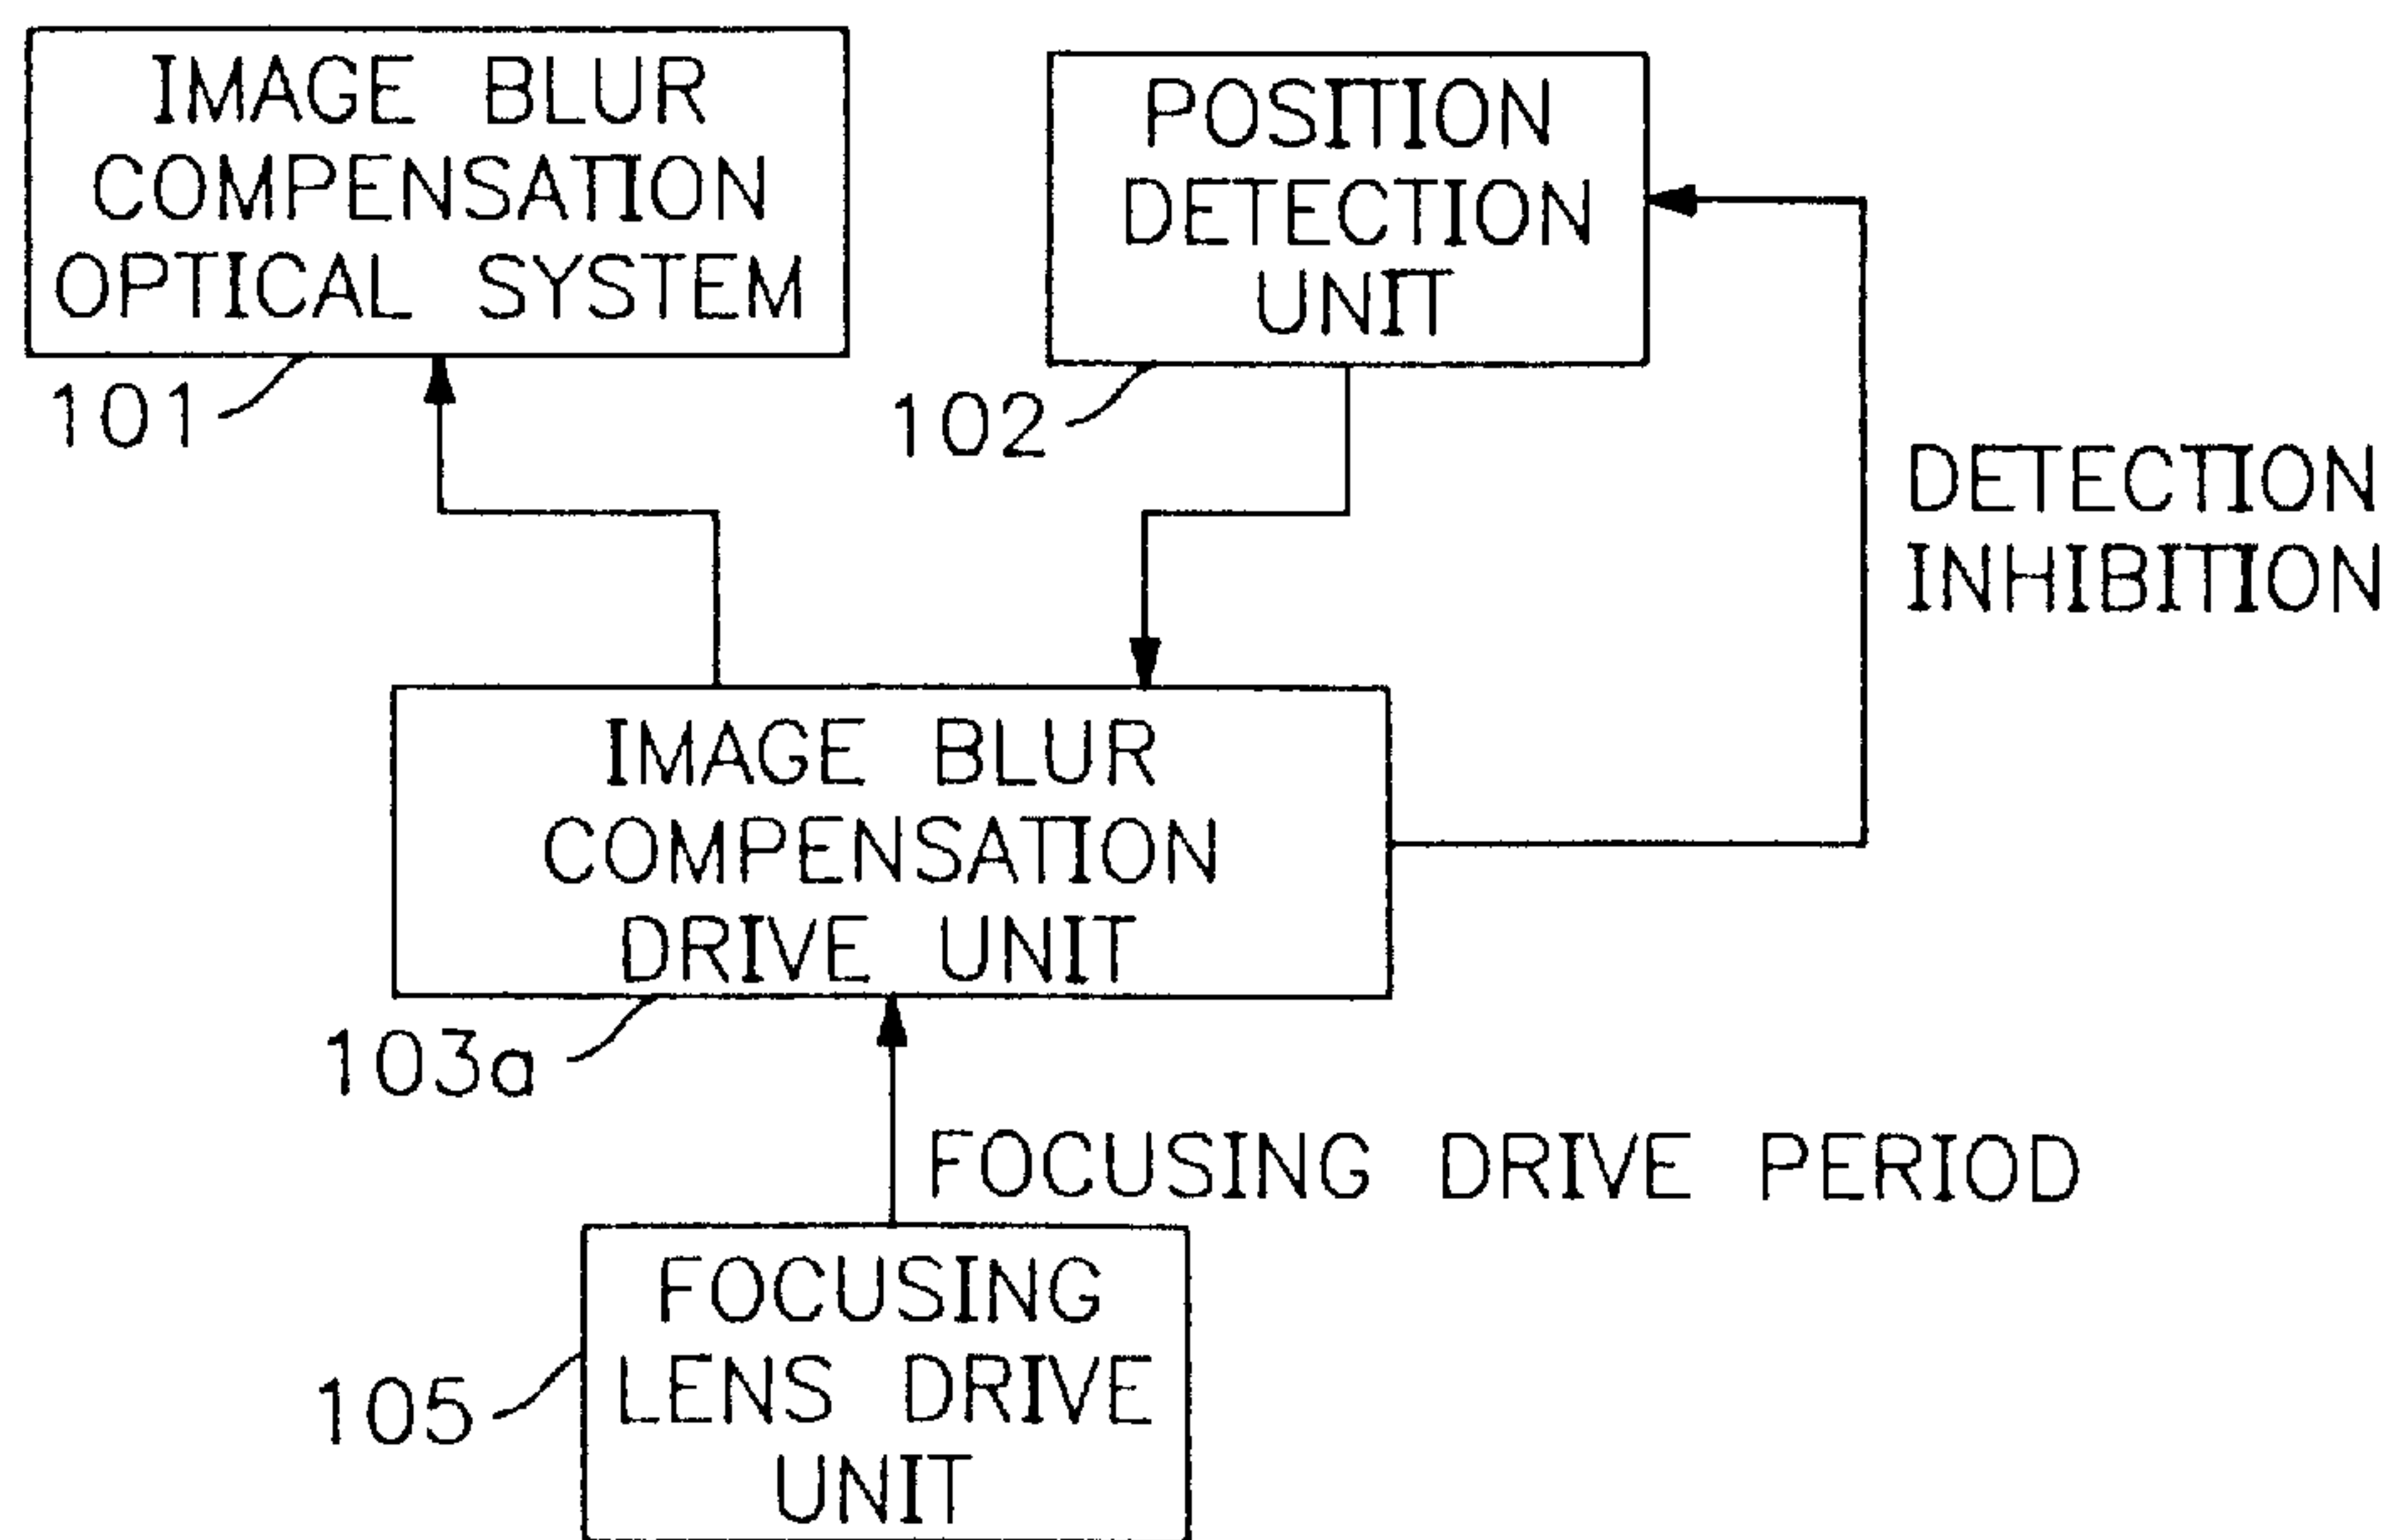 IMAGE BLUR
COMPENSATION
OPTICAL SYSTEM
101
POSITION
DETECTION
UNIT
102
DETECTION
INHIBITION
IMAGE BLUR
COMPENSATION
DRIVE UNIT
103a
FOCUSING DRIVE PERIOD
FOCUSING
LENS DRIVE
UNIT
105